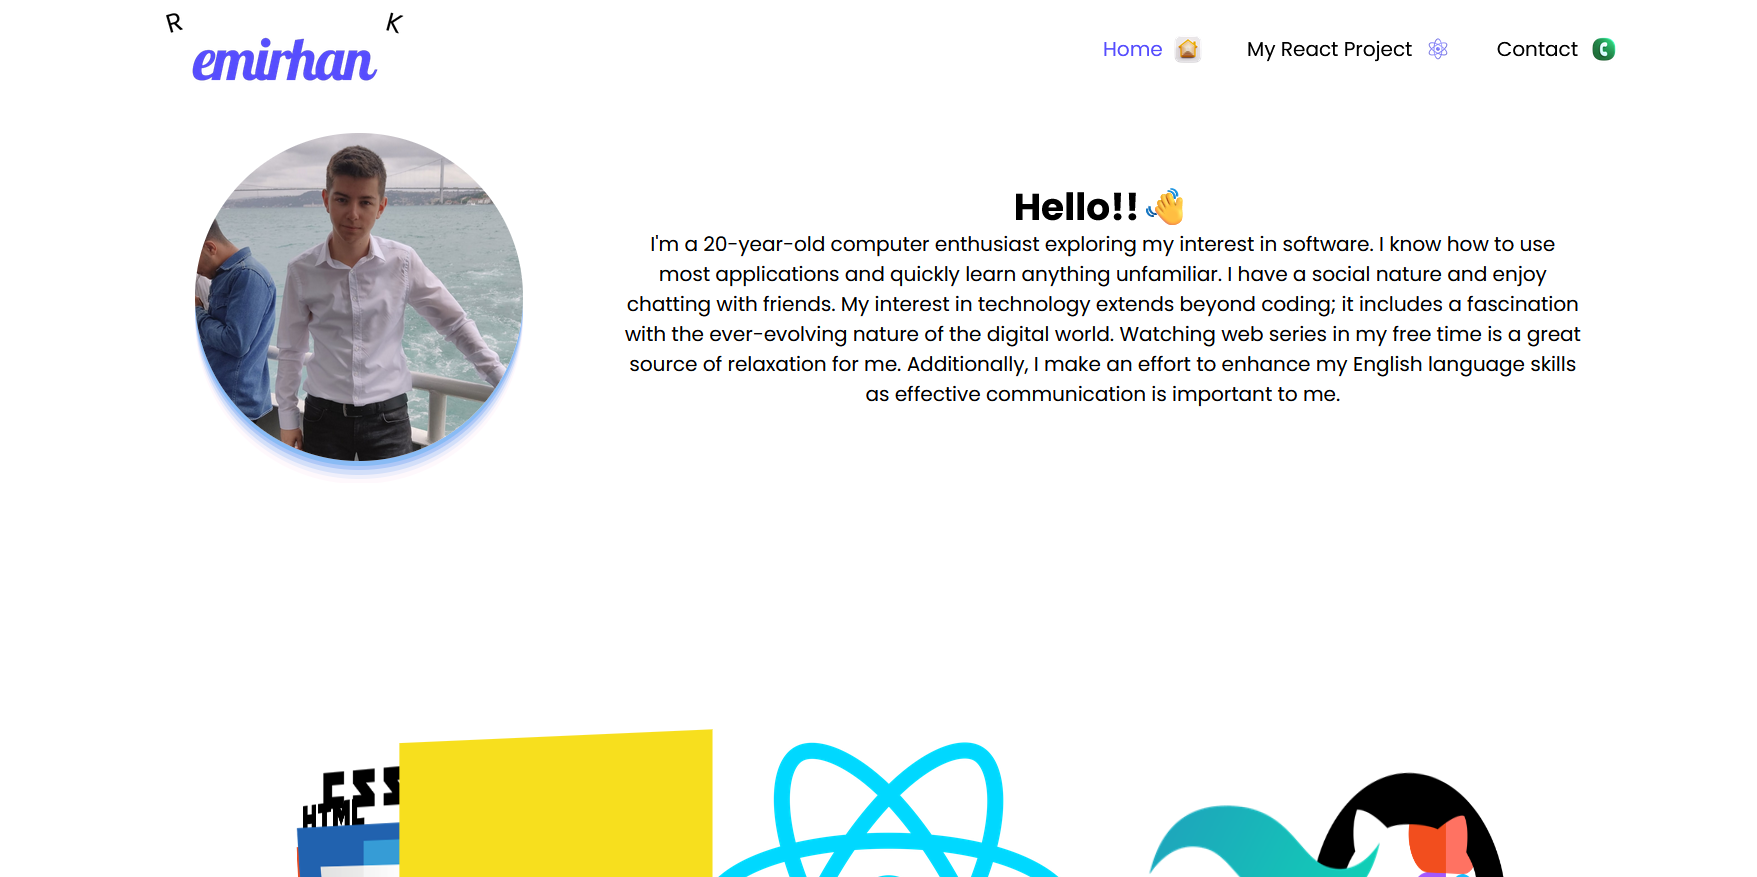 R K
emirhan
Home My React Project Contact
Hello!!
I'm a 20-year-old computer enthusiast exploring my interest in software. I know how to use
most applications and quickly learn anything unfamiliar. I have a social nature and enjoy
chatting with friends. My interest in technology extends beyond coding; it includes a fascination
with the ever-evolving nature of the digital world. Watching web series in my free time is a great
source of relaxation for me. Additionally, I make an effort to enhance my English language skills
as effective communication is important to me.
CSS
HTML